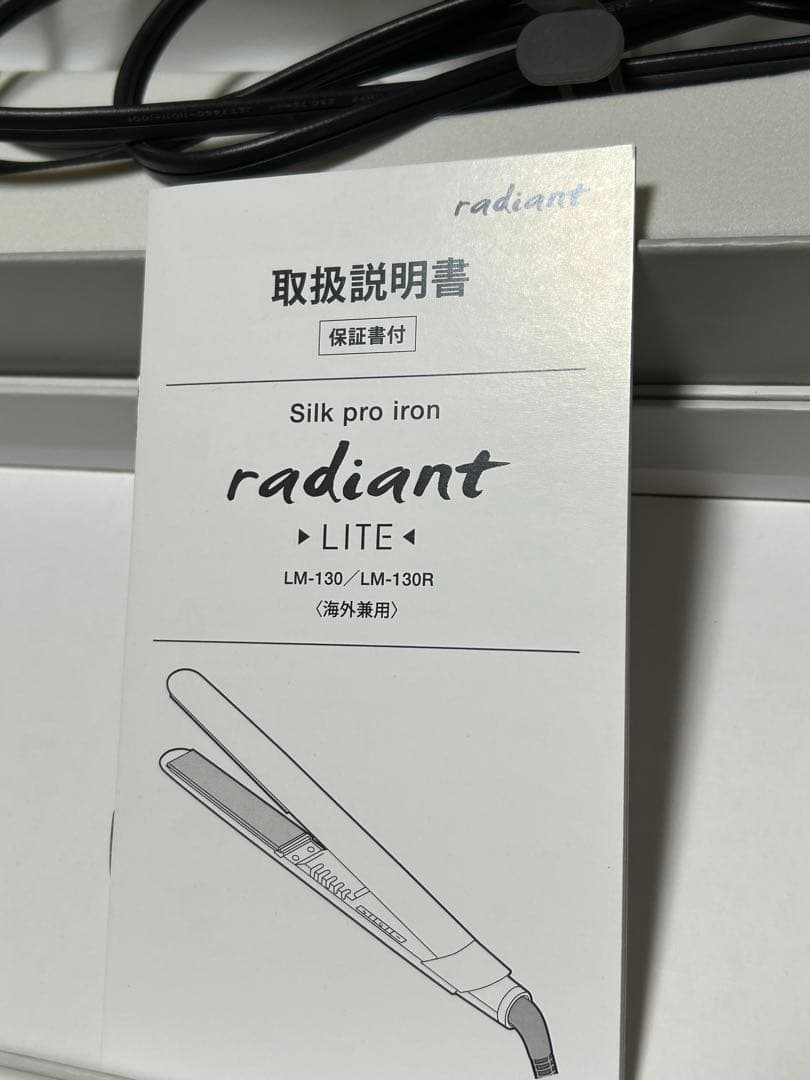 radiant
取扱説明書
保証書付
Silk pro iron
radiant
▶ LITE ◀
LM-130／LM-130R
〈海外兼用〉